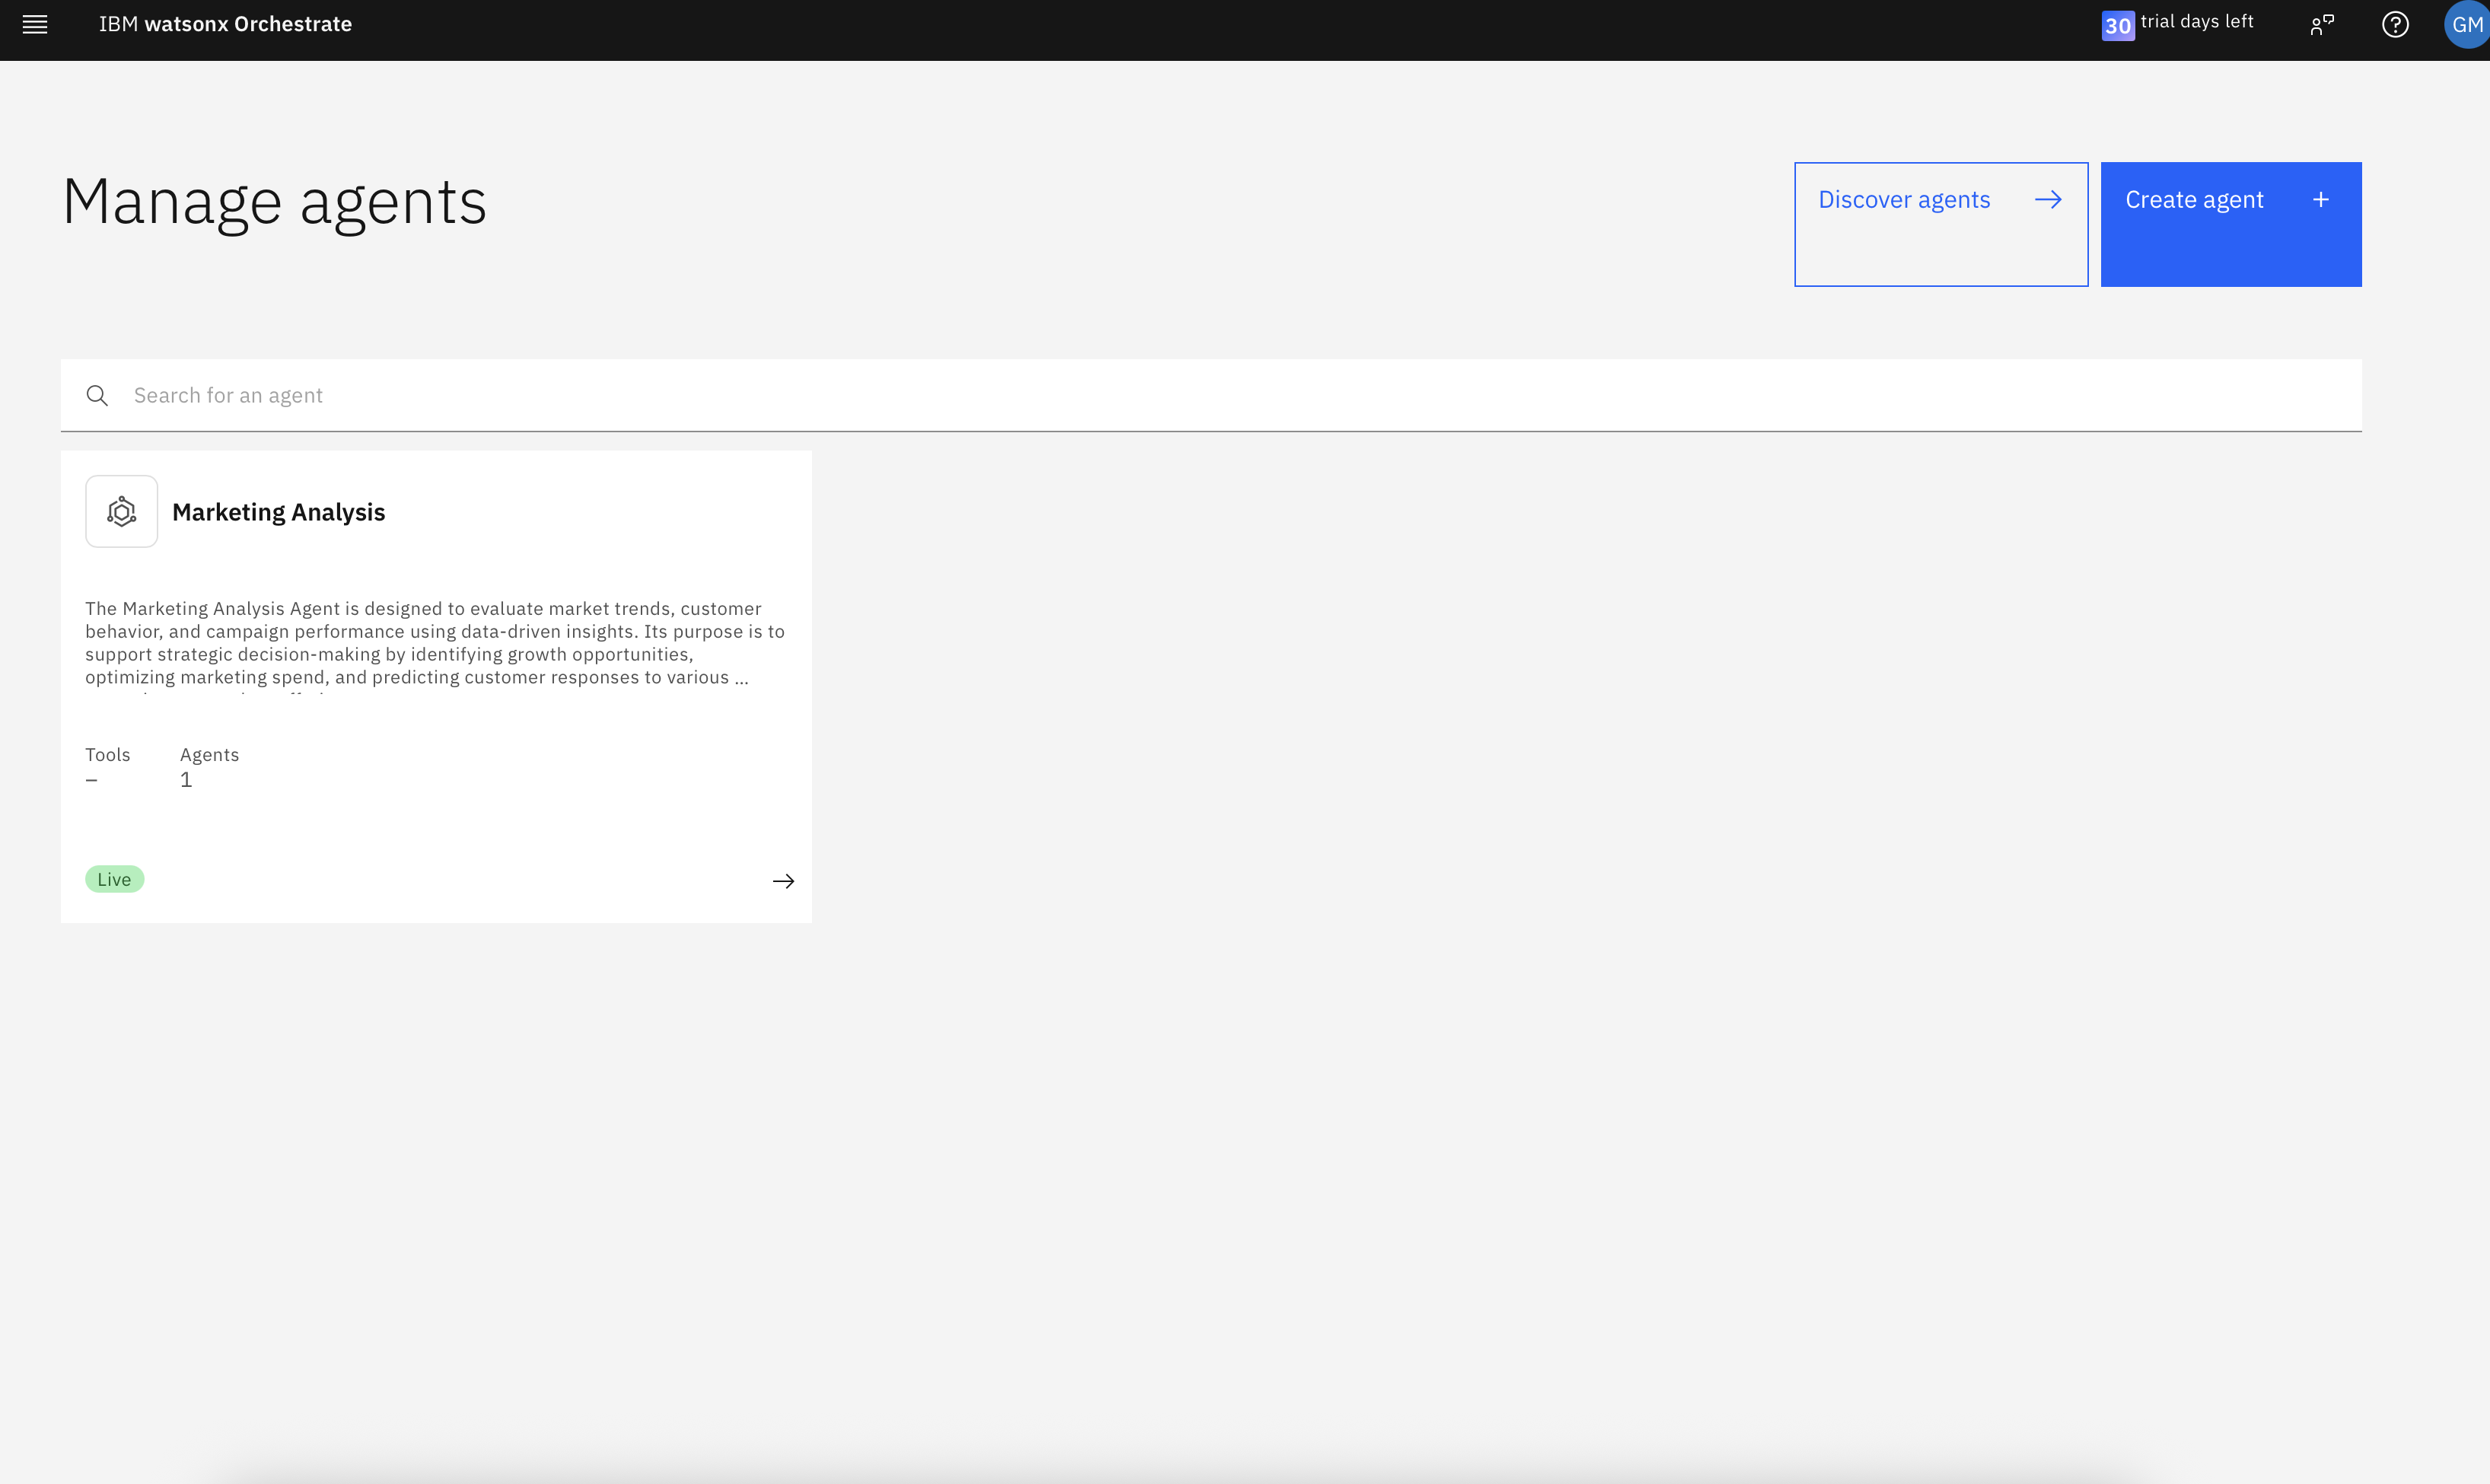 IBM watsonx Orchestrate
30 trial days left
GM
Manage agents
Discover agents
Create agent
Search for an agent
Marketing Analysis
The Marketing Analysis Agent is designed to evaluate market trends, customer
behavior, and campaign performance using data-driven insights. Its purpose is to
support strategic decision-making by identifying growth opportunities,
optimizing marketing spend, and predicting customer responses to various ...
Tools Agents
– 1
Live